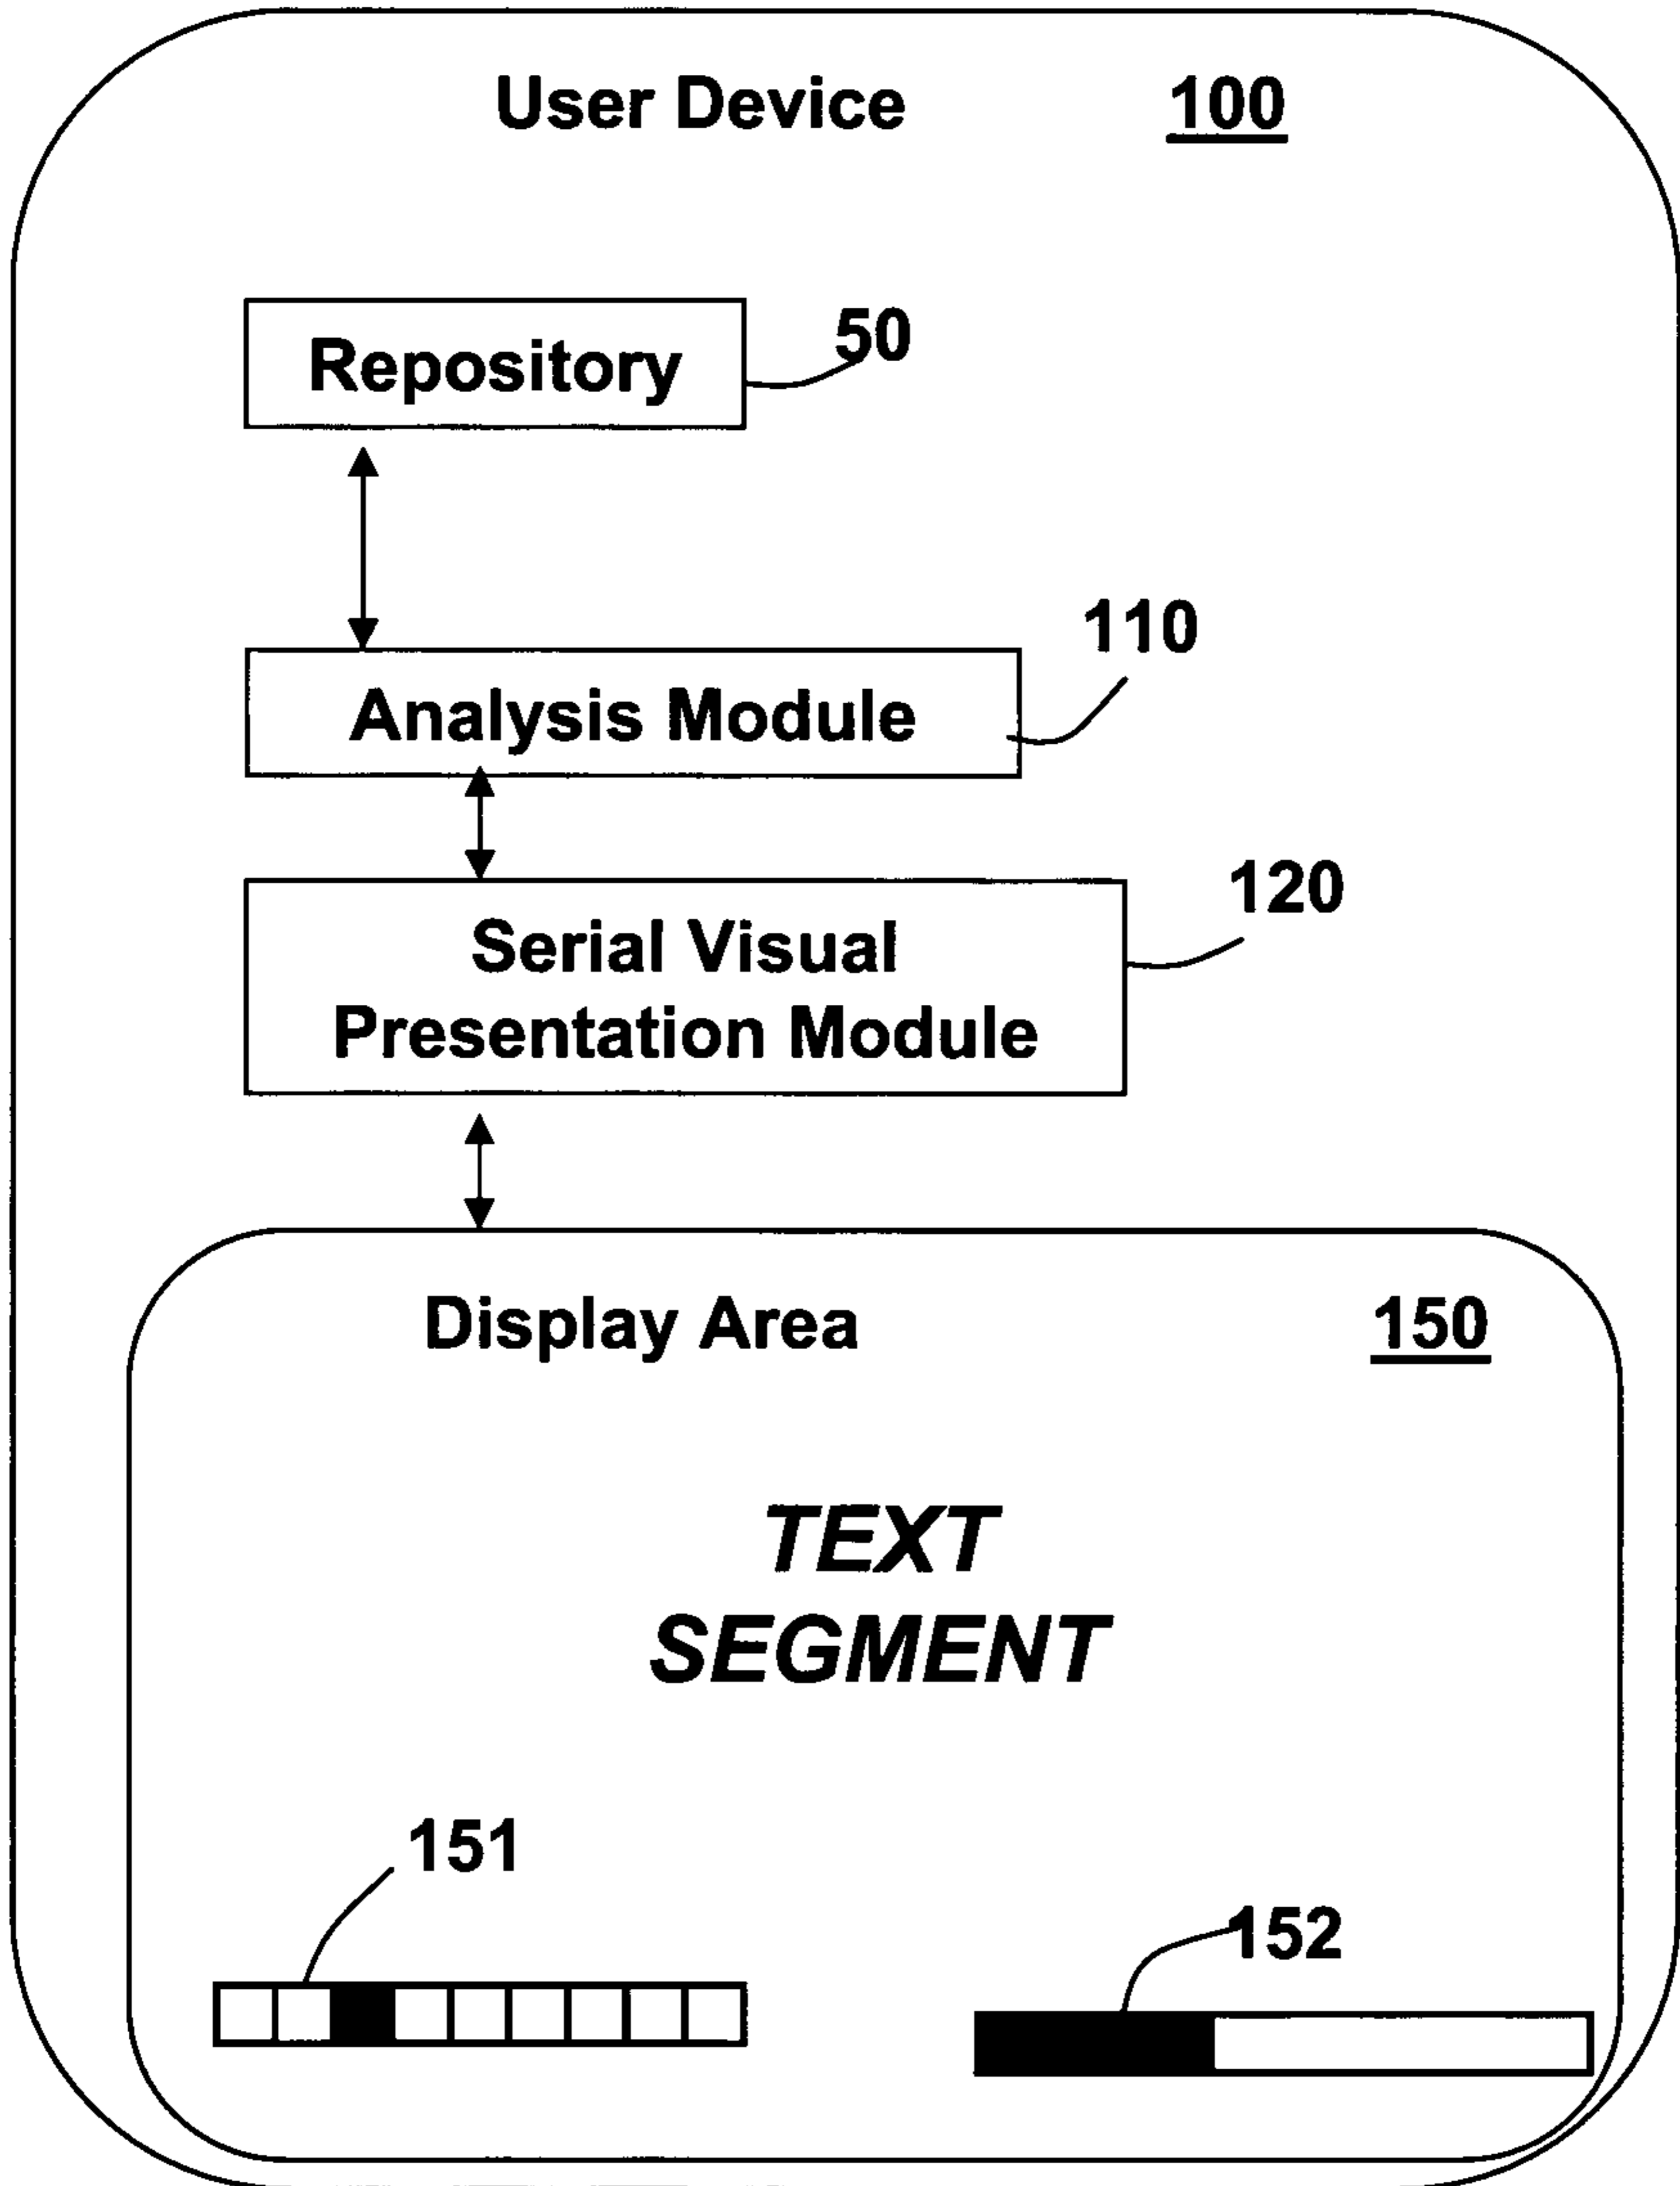 User Device 100
Repository 50
110
Analysis Module
120
Serial Visual
Presentation Module
Display Area 150
TEXT
SEGMENT
151
152